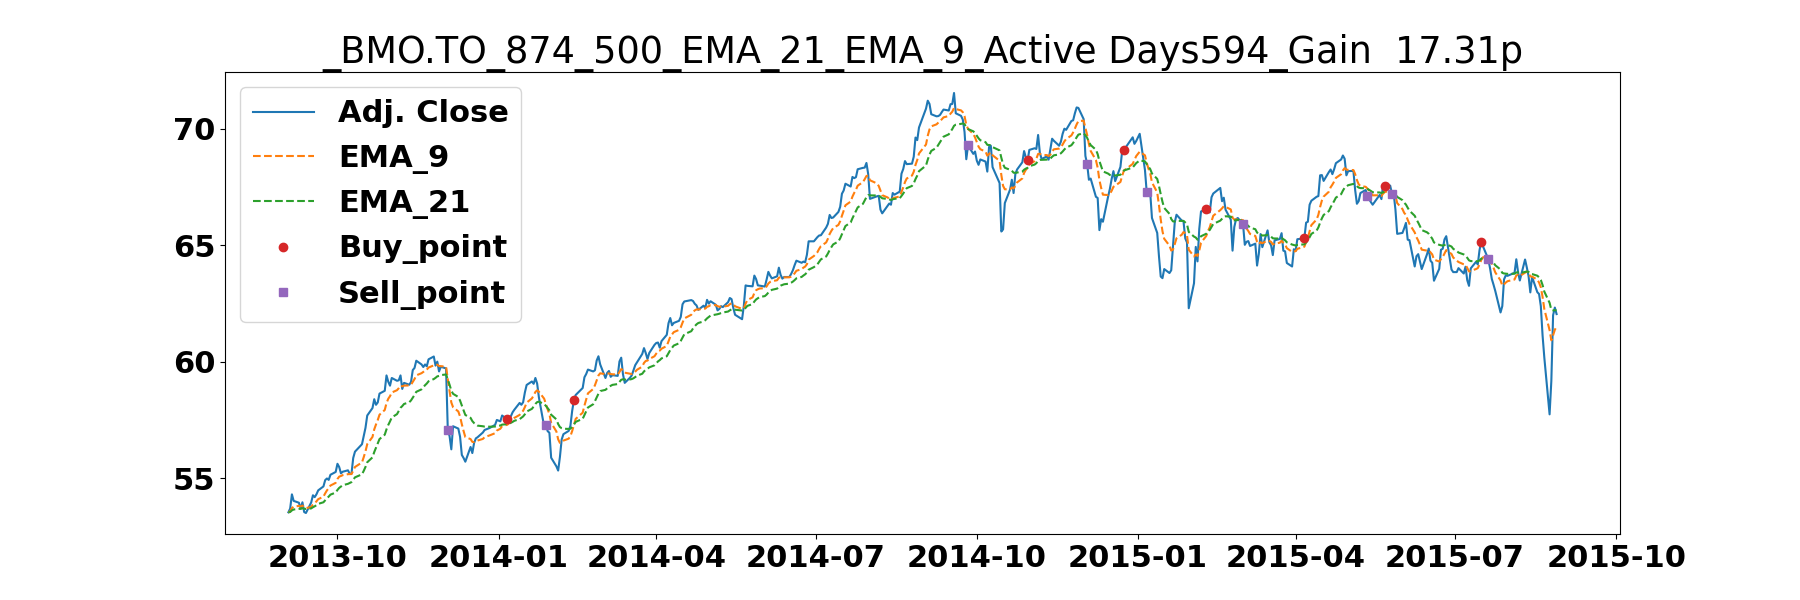 _BMO.TO_874_500_EMA_21_EMA_9_Active Days594_Gain  17.31p
Adj. Close
EMA_9
EMA_21
Buy_point
Sell_point
70
65
60
55
2013-10 2014-01 2014-04 2014-07 2014-10 2015-01 2015-04 2015-07 2015-10